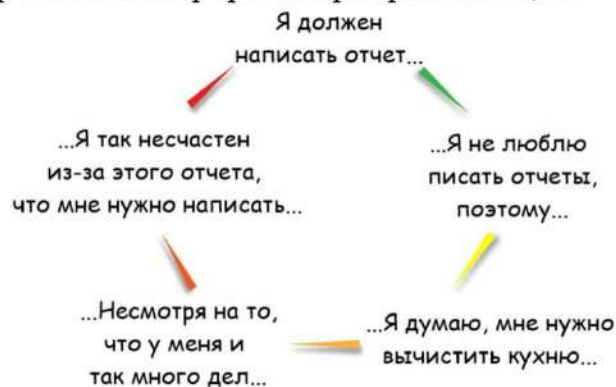 Я должен
написать отчет...
...Я не люблю
писать отчеты,
поэтому...
...Я думаю, мне нужно
вычистить кухню...
...Несмотря на то,
что у меня и
так много дел...
...Я так несчастен
из-за этого отчета,
что мне нужно написать...